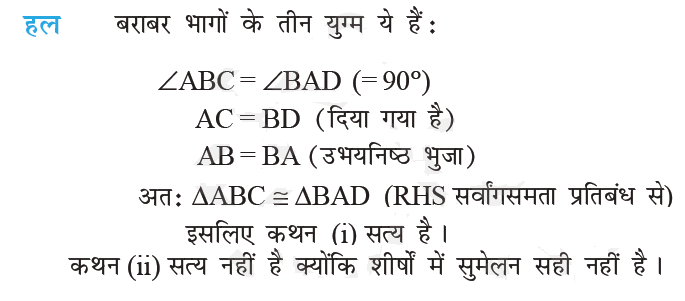 हल बराबर भागों के तीन युग्म ये हैं :
∠ABC = ∠BAD (= 90°)
AC = BD (दिया गया है)
AB = BA (उभयनिष्ठ भुजा)
अत: ΔABC ≅ ΔBAD (RHS सर्वांगसमता प्रतिबंध से)
इसलिए कथन (i) सत्य है ।
कथन (ii) सत्य नहीं है क्योंकि शीर्षों में सुमेलन सही नहीं है ।